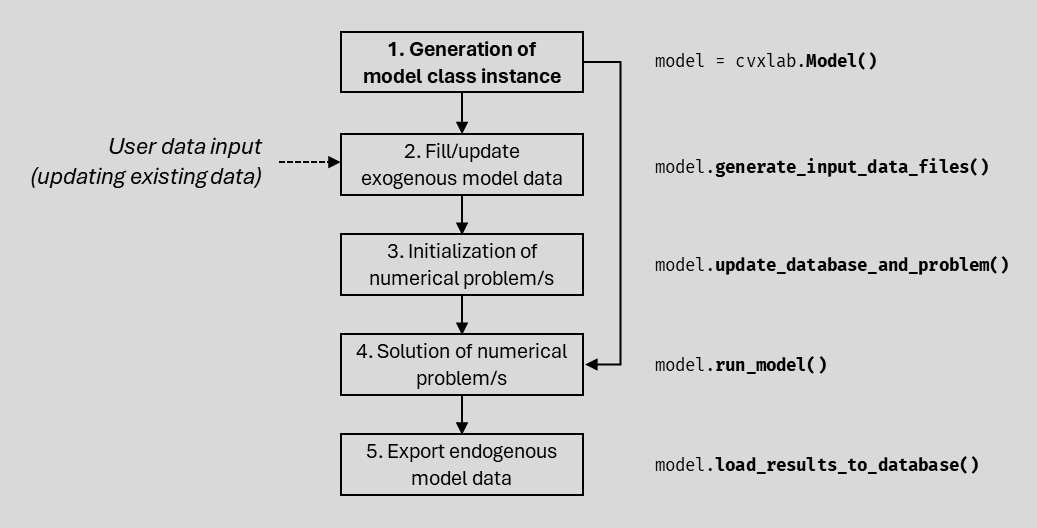 1. Generation of
model class instance
model = cvxlab.Model()
User data input
(updating existing data)
2. Fill/update
exogenous model data
model.generate_input_data_files()
3. Initialization of
numerical problem/s
model.update_database_and_problem()
4. Solution of numerical
problem/s
model.run_model()
5. Export endogenous
model data
model.load_results_to_database()